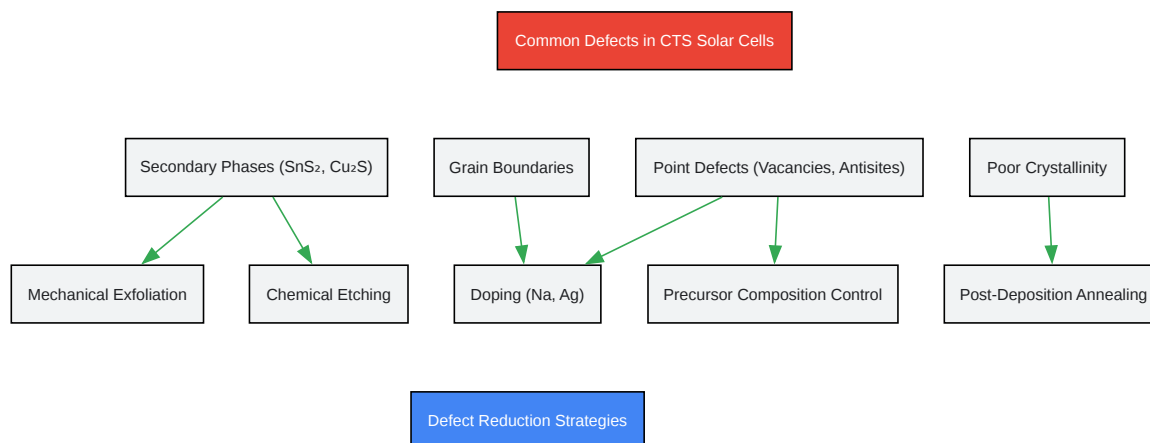 Common Defects in CTS Solar Cells
Secondary Phases (SnS₂, Cu₂S)
Grain Boundaries
Point Defects (Vacancies, Antisites)
Poor Crystallinity
Mechanical Exfoliation
Chemical Etching
Doping (Na, Ag)
Precursor Composition Control
Post-Deposition Annealing
Defect Reduction Strategies